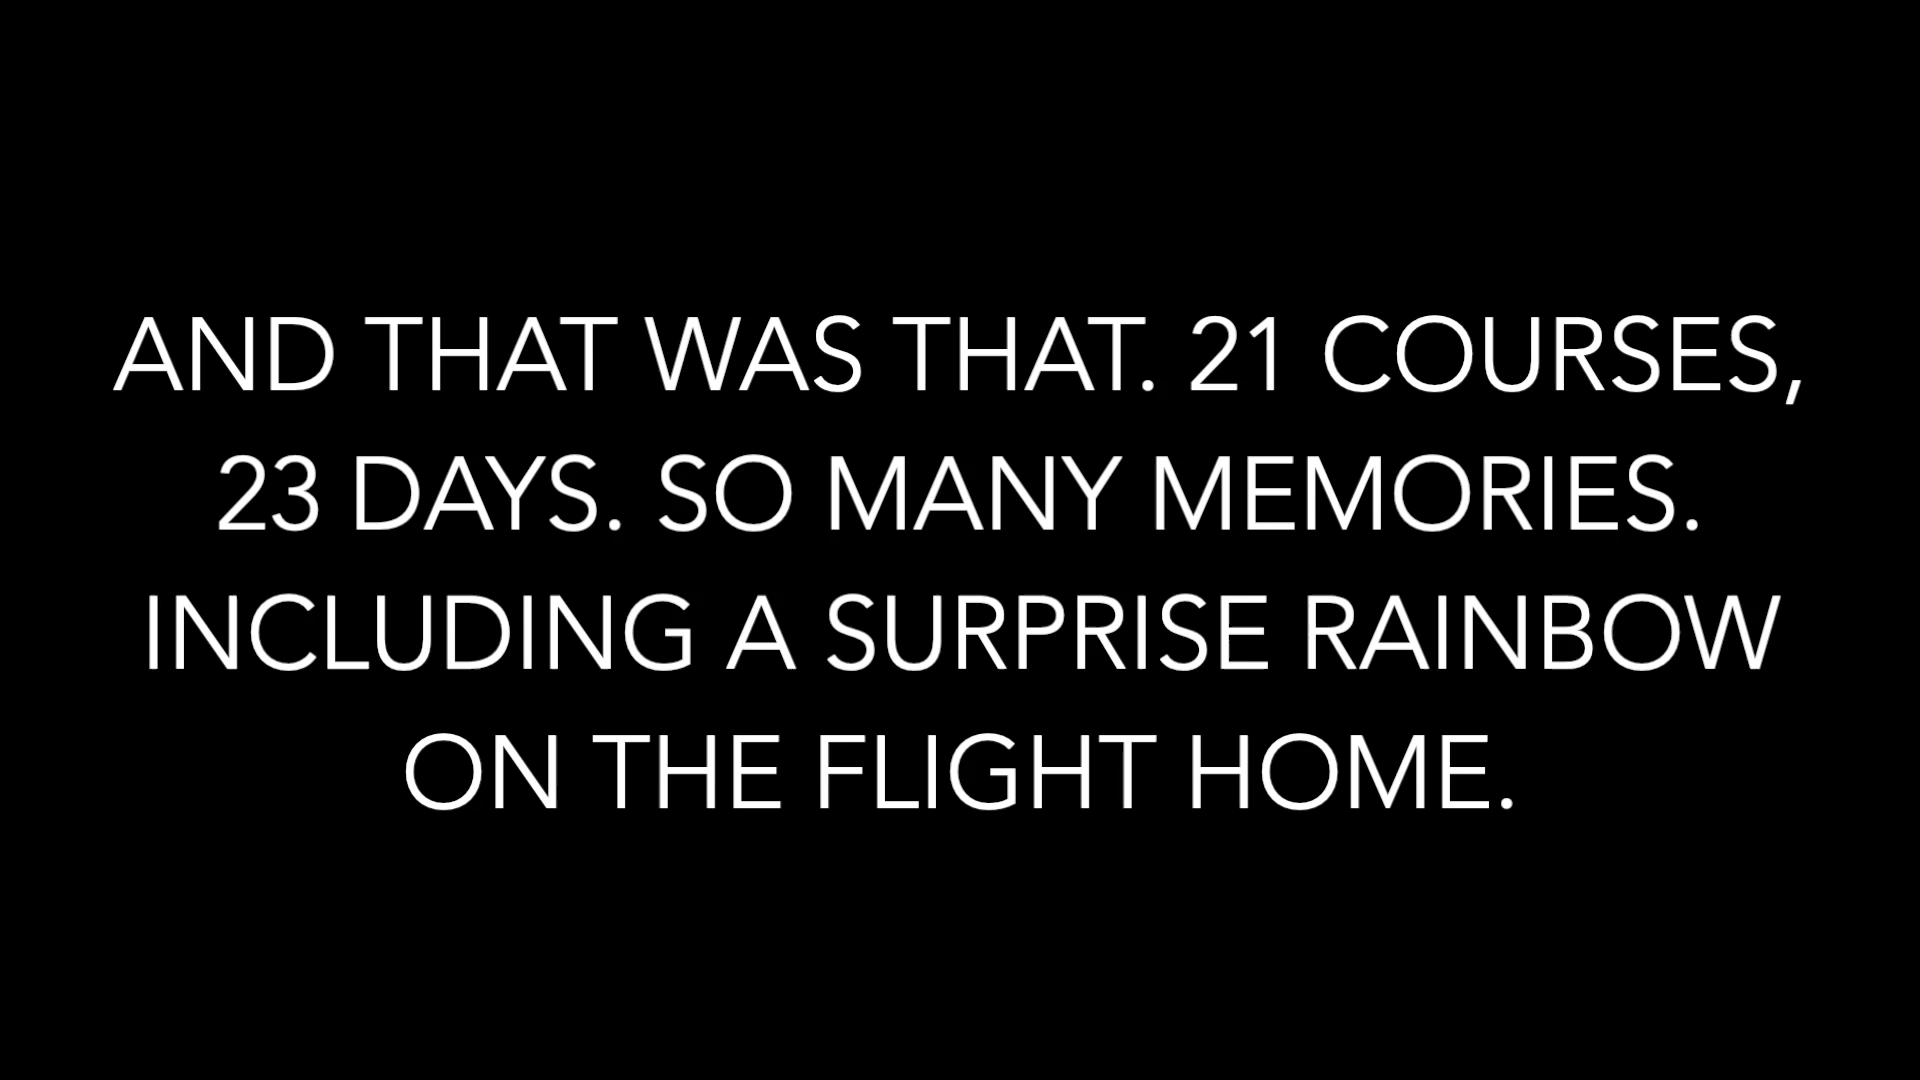 AND THAT WAS THAT. 21 COURSES,
23 DAYS. SO MANY MEMORIES.
INCLUDING A SURPRISE RAINBOW
ON THE FLIGHT HOME.